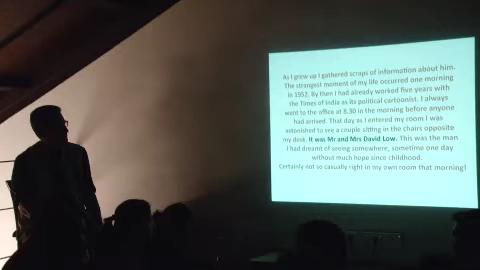 As I grew up I gathered scraps of information about him.
The strangest moment of my life occurred one morning
in 1952. By then I had already worked five years with
the Times of India as its political cartoonist. I always
went to the office at 8.30 in the morning before anyone
had arrived. That day as I entered my room I was
astonished to see a couple sitting in the chairs opposite
my desk. It was Mr and Mrs David Low. This was the man
I had dreamt of seeing somewhere, sometime one day
without much hope since childhood.
Certainly not so casually right in my own room that morning!